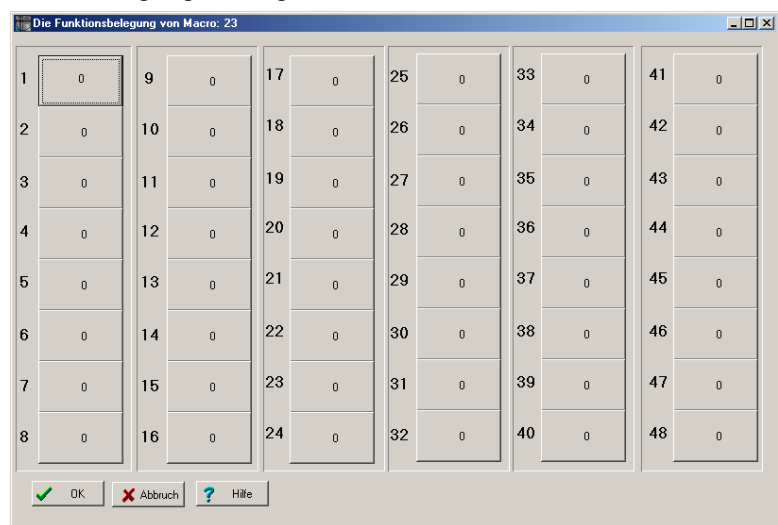 Die Funktionsbelegung von Macro: 23
1 0 9 0 17 0 25 0 33 0 41 0
2 0 10 0 18 0 26 0 34 0 42 0
3 0 11 0 19 0 27 0 35 0 43 0
4 0 12 0 20 0 28 0 36 0 44 0
5 0 13 0 21 0 29 0 37 0 45 0
6 0 14 0 22 0 30 0 38 0 46 0
7 0 15 0 23 0 31 0 39 0 47 0
8 0 16 0 24 0 32 0 40 0 48 0
OK Abbruch ? Hilfe